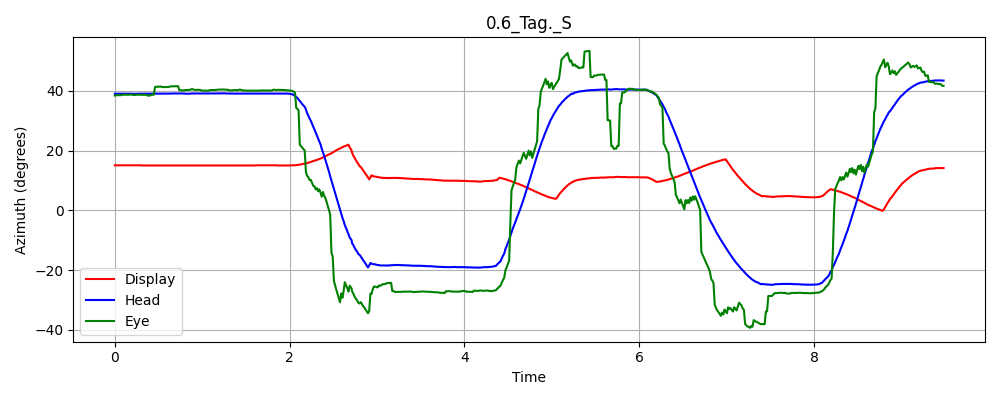 0.6_Tag._S
Azimuth (degrees)
40
20
0
−20
−40
Display
Head
Eye
0 2 4 6 8
Time